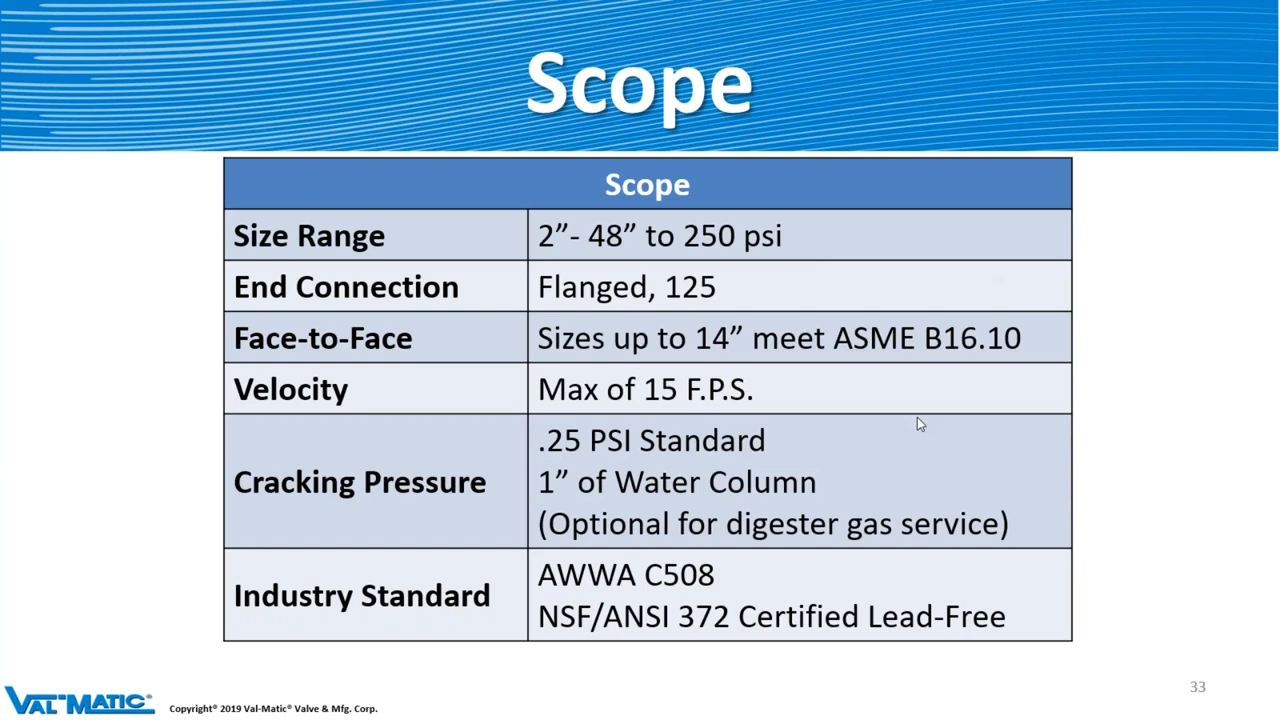 Scope
Scope
Size Range
2”- 48” to 250 psi
End Connection
Flanged, 125
Face-to-Face
Sizes up to 14” meet ASME B16.10
Velocity
Max of 15 F.P.S.
Cracking Pressure
.25 PSI Standard
1” of Water Column
(Optional for digester gas service)
Industry Standard
AWWA C508
NSF/ANSI 372 Certified Lead-Free
33
VAL-MATIC®
Copyright© 2019 Val-Matic® Valve & Mfg. Corp.